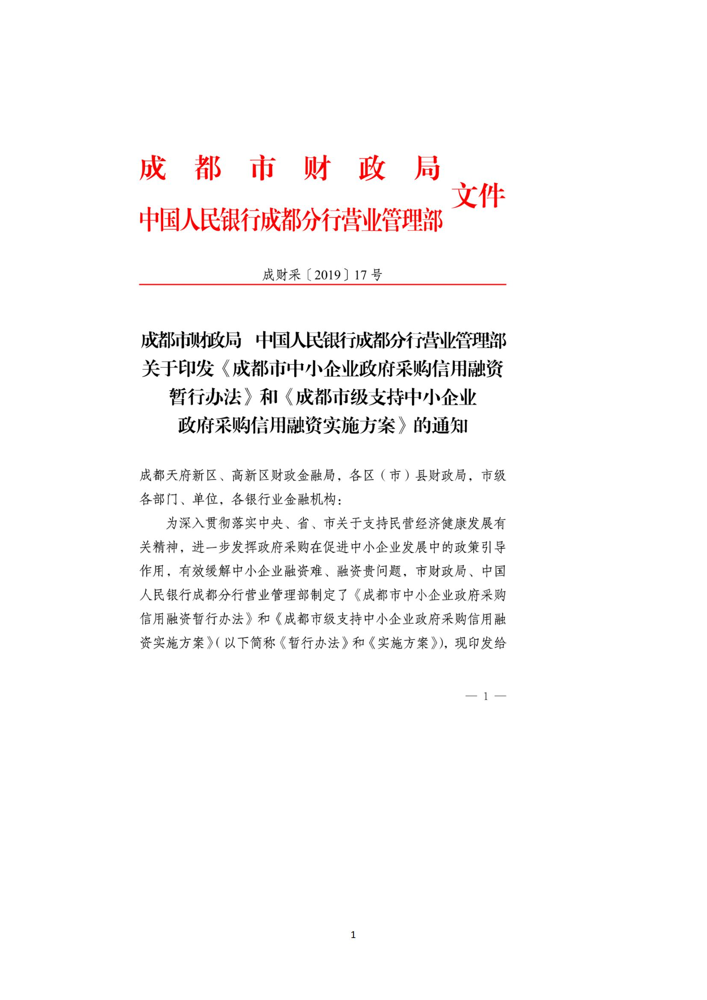 成都市财政局
文件
中国人民银行成都分行营业管理部
成财采〔2019〕17 号
成都市财政局 中国人民银行成都分行营业管理部
关于印发《成都市中小企业政府采购信用融资
暂行办法》和《成都市级支持中小企业
政府采购信用融资实施方案》的通知
成都天府新区、高新区财政金融局，各区（市）县财政局，市级
各部门、单位，各银行业金融机构：
为深入贯彻落实中央、省、市关于支持民营经济健康发展有
关精神，进一步发挥政府采购在促进中小企业发展中的政策引导
作用，有效缓解中小企业融资难、融资贵问题，市财政局、中国
人民银行成都分行营业管理部制定了《成都市中小企业政府采购
信用融资暂行办法》和《成都市级支持中小企业政府采购信用融
资实施方案》（以下简称《暂行办法》和《实施方案》），现印发给
— 1 —
1